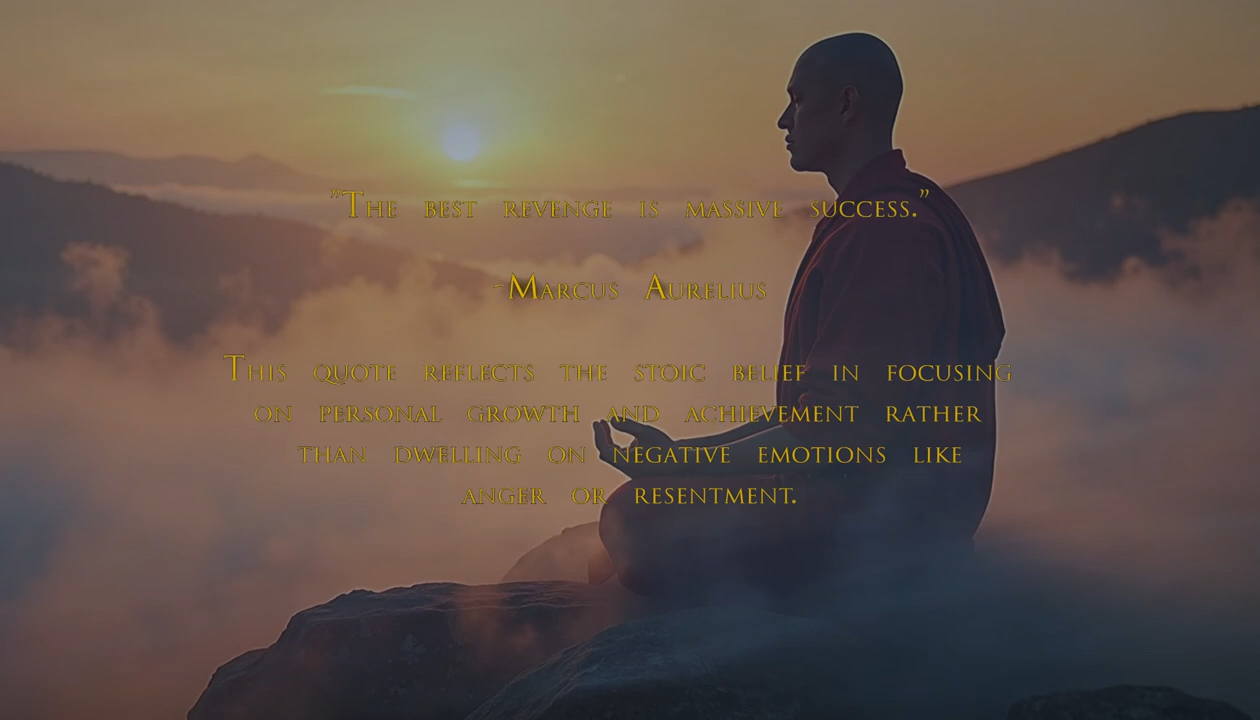 "The best revenge is massive success."
-Marcus Aurelius
This quote reflects the Stoic belief in focusing
on personal growth and achievement rather
than dwelling on negative emotions like
anger or resentment.